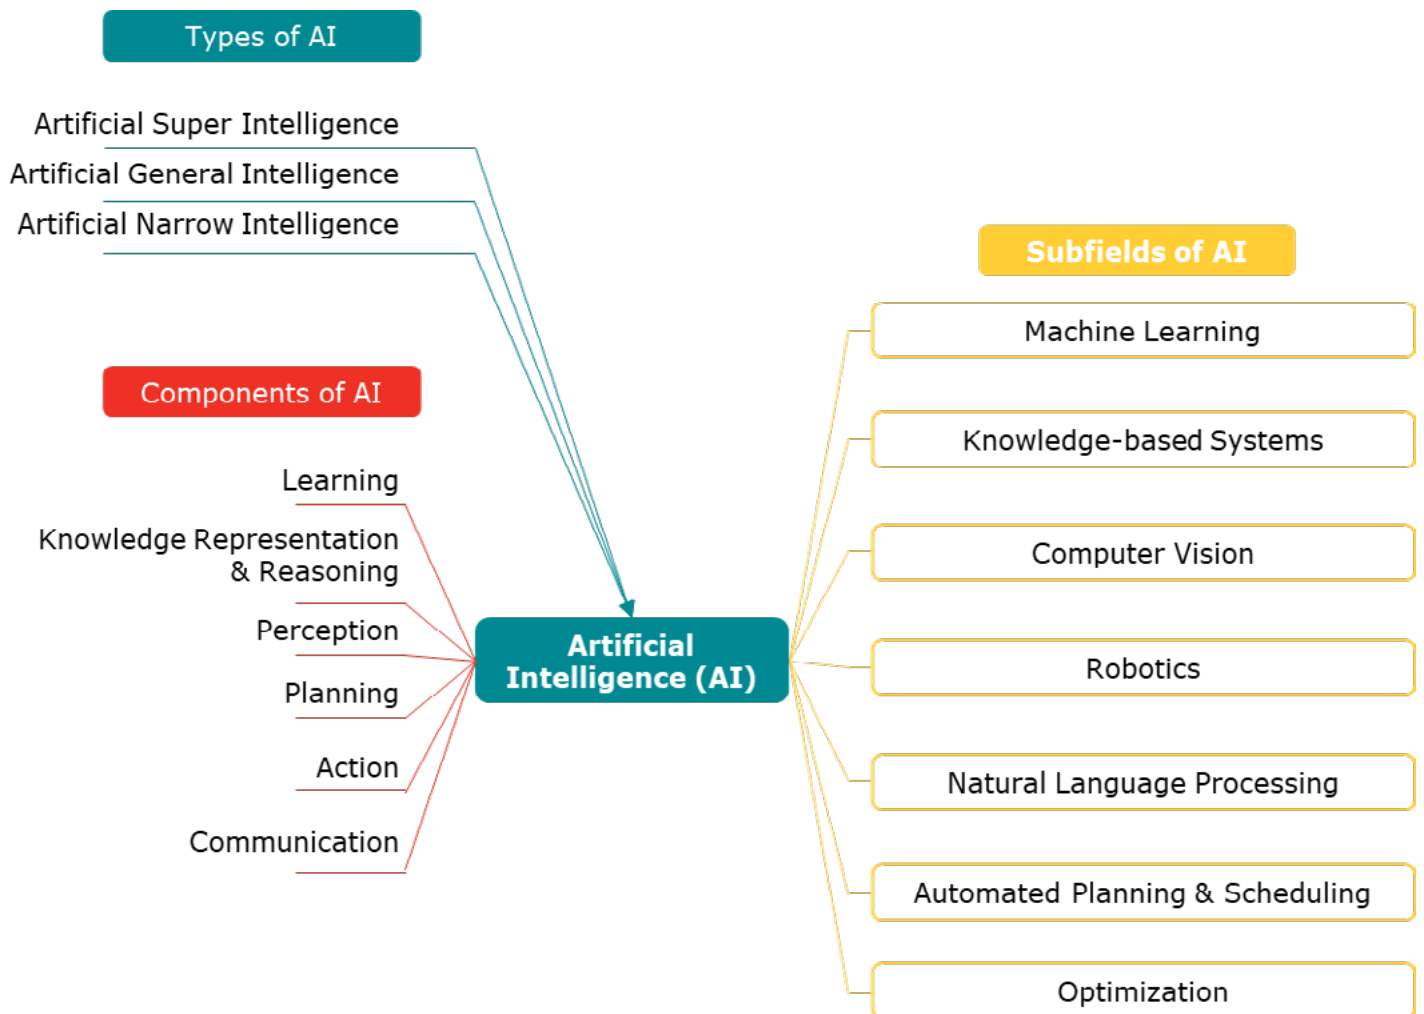 Types of AI
Artificial Super Intelligence
Artificial General Intelligence
Artificial Narrow Intelligence
Components of AI
Learning
Knowledge Representation
& Reasoning
Perception
Planning
Action
Communication
Artificial
Intelligence (AI)
Subfields of AI
Machine Learning
Knowledge-based Systems
Computer Vision
Robotics
Natural Language Processing
Automated Planning & Scheduling
Optimization